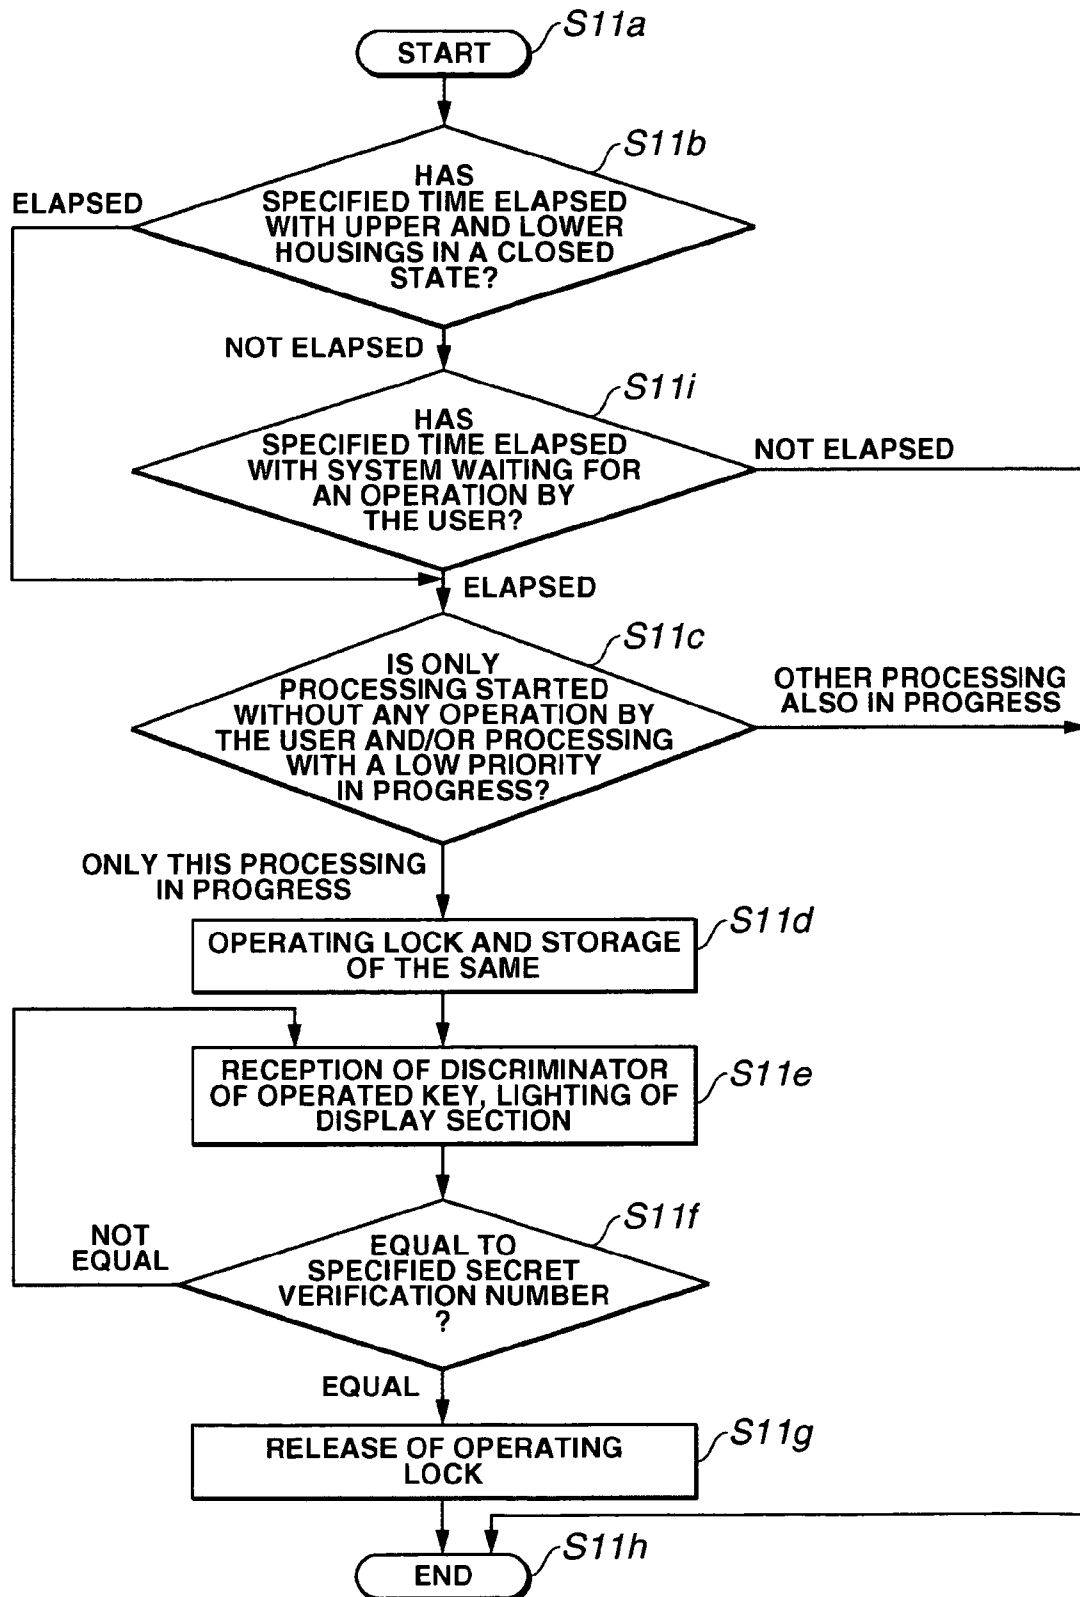 S11a
START
S11b
HAS
SPECIFIED TIME ELAPSED
WITH UPPER AND LOWER
HOUSINGS IN A CLOSED
STATE?
ELAPSED
NOT ELAPSED
S11i
HAS
SPECIFIED TIME ELAPSED
WITH SYSTEM WAITING FOR
AN OPERATION BY
THE USER?
NOT ELAPSED
ELAPSED
S11c
IS ONLY
PROCESSING STARTED
WITHOUT ANY OPERATION BY
THE USER AND/OR PROCESSING
WITH A LOW PRIORITY
IN PROGRESS?
OTHER PROCESSING
ALSO IN PROGRESS
ONLY THIS PROCESSING
IN PROGRESS
S11d
OPERATING LOCK AND STORAGE
OF THE SAME
S11e
RECEPTION OF DISCRIMINATOR
OF OPERATED KEY, LIGHTING OF
DISPLAY SECTION
S11f
NOT
EQUAL
EQUAL TO
SPECIFIED SECRET
VERIFICATION NUMBER
?
EQUAL
S11g
RELEASE OF OPERATING
LOCK
S11h
END